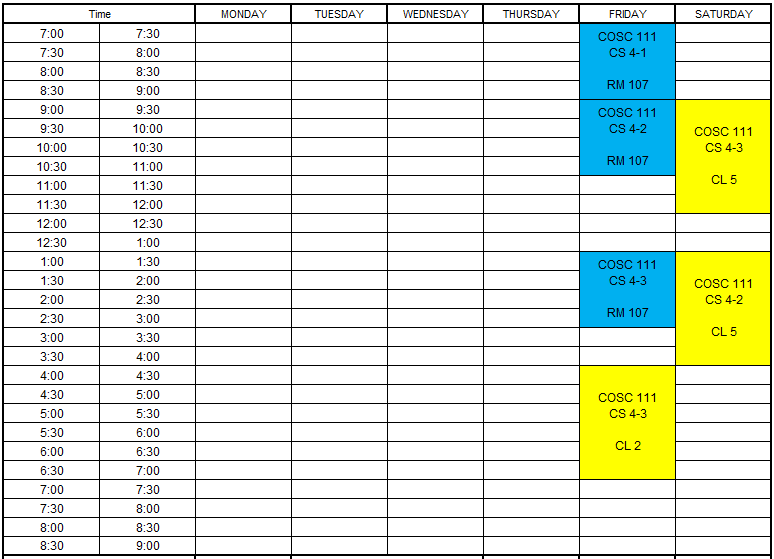 Time MONDAY TUESDAY WEDNESDAY THURSDAY FRIDAY SATURDAY
7:00 7:30 COSC 111
7:30 8:00 CS 4-1
8:00 8:30
8:30 9:00 RM 107
9:00 9:30 COSC 111
9:30 10:00 CS 4-2 COSC 111
10:00 10:30 CS 4-3
10:30 11:00 RM 107
11:00 11:30 CL 5
11:30 12:00
12:00 12:30
12:30 1:00
1:00 1:30 COSC 111
1:30 2:00 CS 4-3 COSC 111
2:00 2:30 CS 4-2
2:30 3:00 RM 107
3:00 3:30 CL 5
3:30 4:00
4:00 4:30
4:30 5:00 COSC 111
5:00 5:30 CS 4-3
5:30 6:00
6:00 6:30 CL 2
6:30 7:00
7:00 7:30
7:30 8:00
8:00 8:30
8:30 9:00